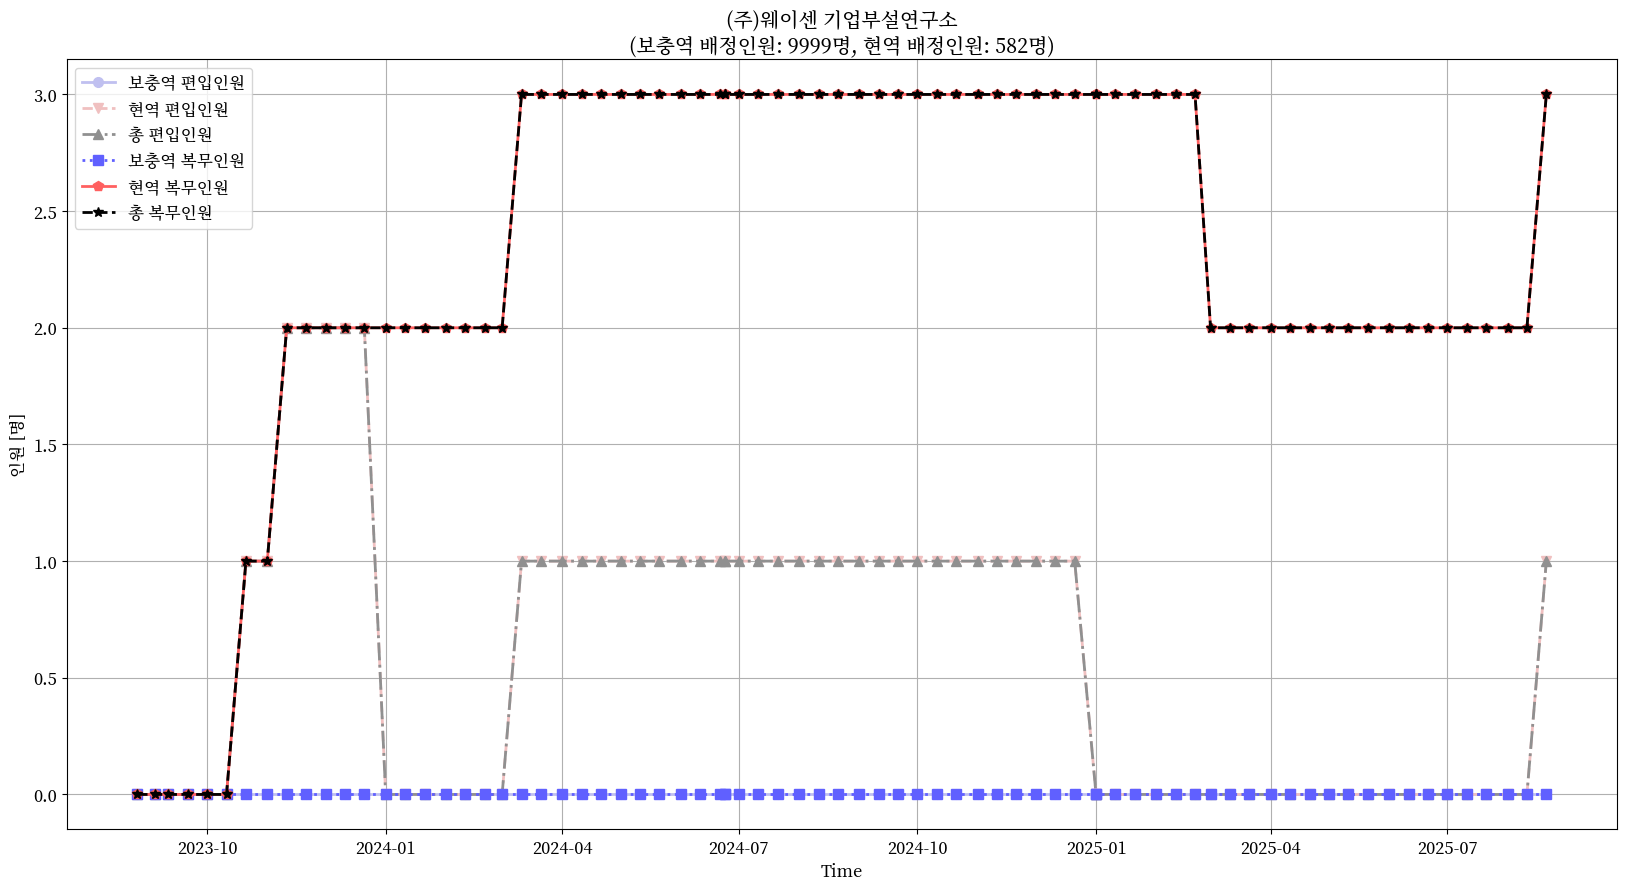 (주)웨이센 기업부설연구소
(보충역 배정인원: 9999명, 현역 배정인원: 582명)
보충역 편입인원
현역 편입인원
총 편입인원
보충역 복무인원
현역 복무인원
총 복무인원
인원 [명]
3.0
2.5
2.0
1.5
1.0
0.5
0.0
2023-10
2024-01
2024-04
2024-07
2024-10
2025-01
2025-04
2025-07
Time